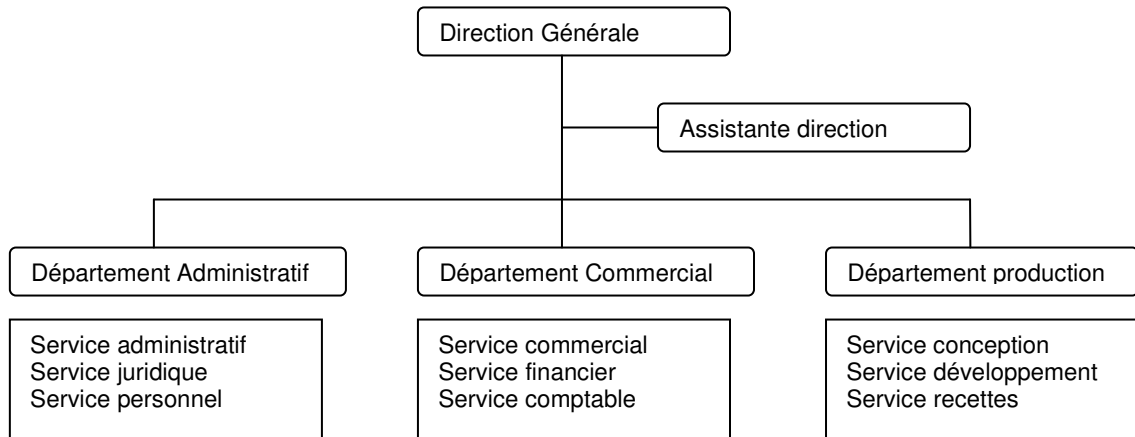 Direction Générale
Assistante direction
Département Administratif
Département Commercial
Département production
Service administratif
Service juridique
Service personnel
Service commercial
Service financier
Service comptable
Service conception
Service développement
Service recettes